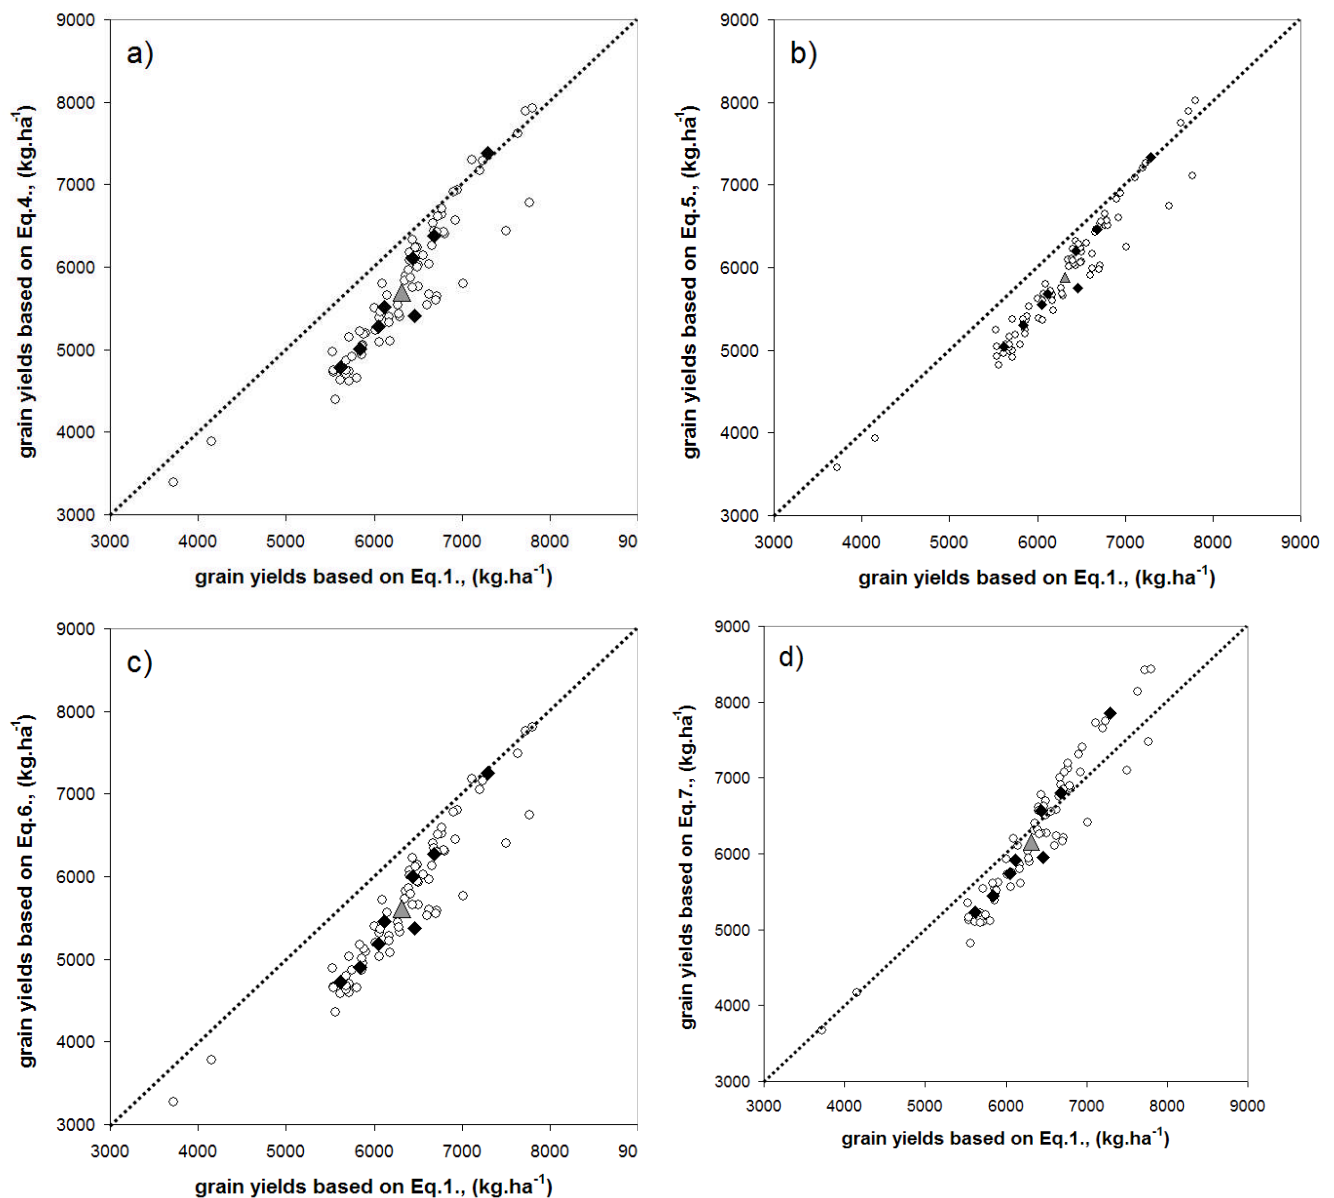 a)
9000
8000
7000
6000
5000
4000
3000
grain yields based on Eq.4., (kg.ha-1)
3000 4000 5000 6000 7000 8000 90
grain yields based on Eq.1., (kg.ha-1)
b)
9000
8000
7000
6000
5000
4000
3000
grain yields based on Eq.5., (kg.ha-1)
3000 4000 5000 6000 7000 8000 9000
grain yields based on Eq.1., (kg.ha-1)
c)
9000
8000
7000
6000
5000
4000
3000
grain yields based on Eq.6., (kg.ha-1)
3000 4000 5000 6000 7000 8000 90
grain yields based on Eq.1., (kg.ha-1)
d)
9000
8000
7000
6000
5000
4000
3000
grain yields based on Eq.7., (kg.ha-1)
3000 4000 5000 6000 7000 8000 9000
grain yields based on Eq.1., (kg.ha-1)